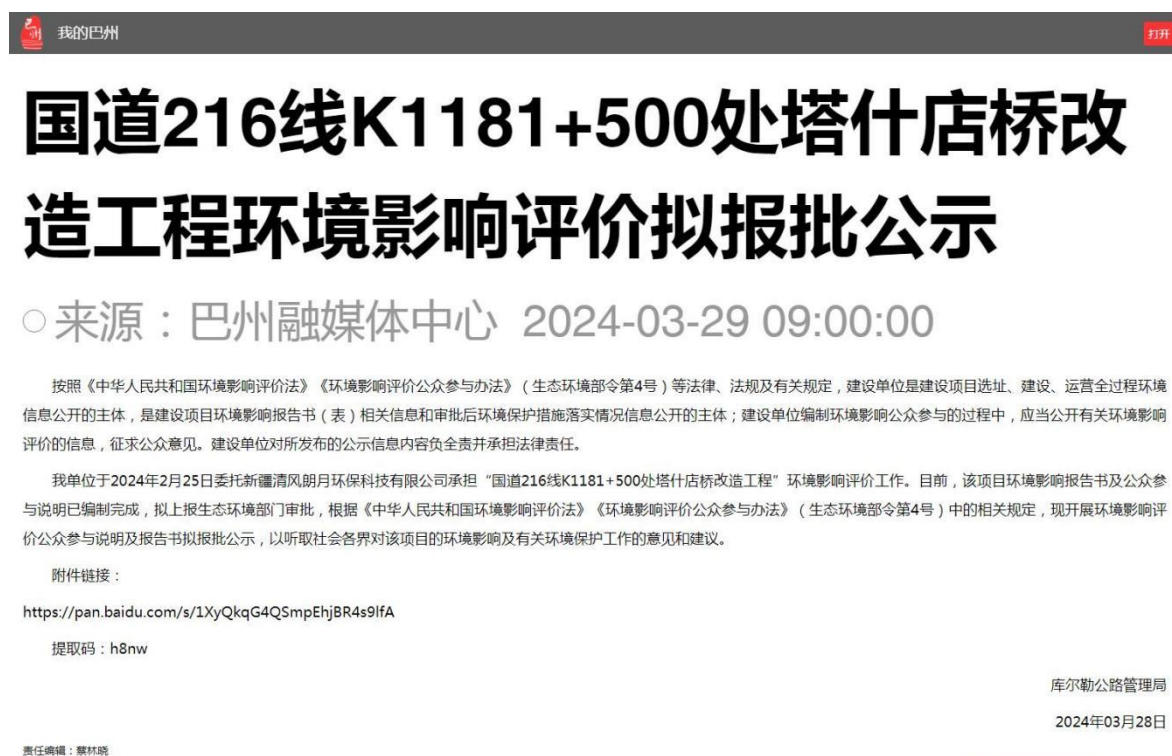 我的巴州
打开
国道216线K1181+500处塔什店桥改
造工程环境影响评价拟报批公示
来源：巴州融媒体中心 2024-03-29 09:00:00
按照《中华人民共和国环境影响评价法》《环境影响评价公众参与办法》（生态环境部令第4号）等法律、法规及有关规定，建设单位是建设项目选址、建设、运营全过程环境
信息公开的主体，是建设项目环境影响报告书（表）相关信息和审批后环境保护措施落实情况信息公开的主体；建设单位编制环境影响公众参与的过程中，应当公开有关环境影响
评价的信息，征求公众意见。建设单位对所发布的公示信息内容负全责并承担法律责任。
我单位于2024年2月25日委托新疆清风朗月环保科技有限公司承担“国道216线K1181+500处塔什店桥改造工程”环境影响评价工作。目前，该项目环境影响报告书及公众参
与说明已编制完成，拟上报生态环境部门审批，根据《中华人民共和国环境影响评价法》《环境影响评价公众参与办法》（生态环境部令第4号）中的相关规定，现开展环境影响评
价公众参与说明及报告书拟报批公示，以听取社会各界对该项目的环境影响及有关环境保护工作的意见和建议。
附件链接：
https://pan.baidu.com/s/1XyQkqG4QSmpEhjBR4s9lfA
提取码：h8nw
库尔勒公路管理局
2024年03月28日
责任编辑：蔡林晓